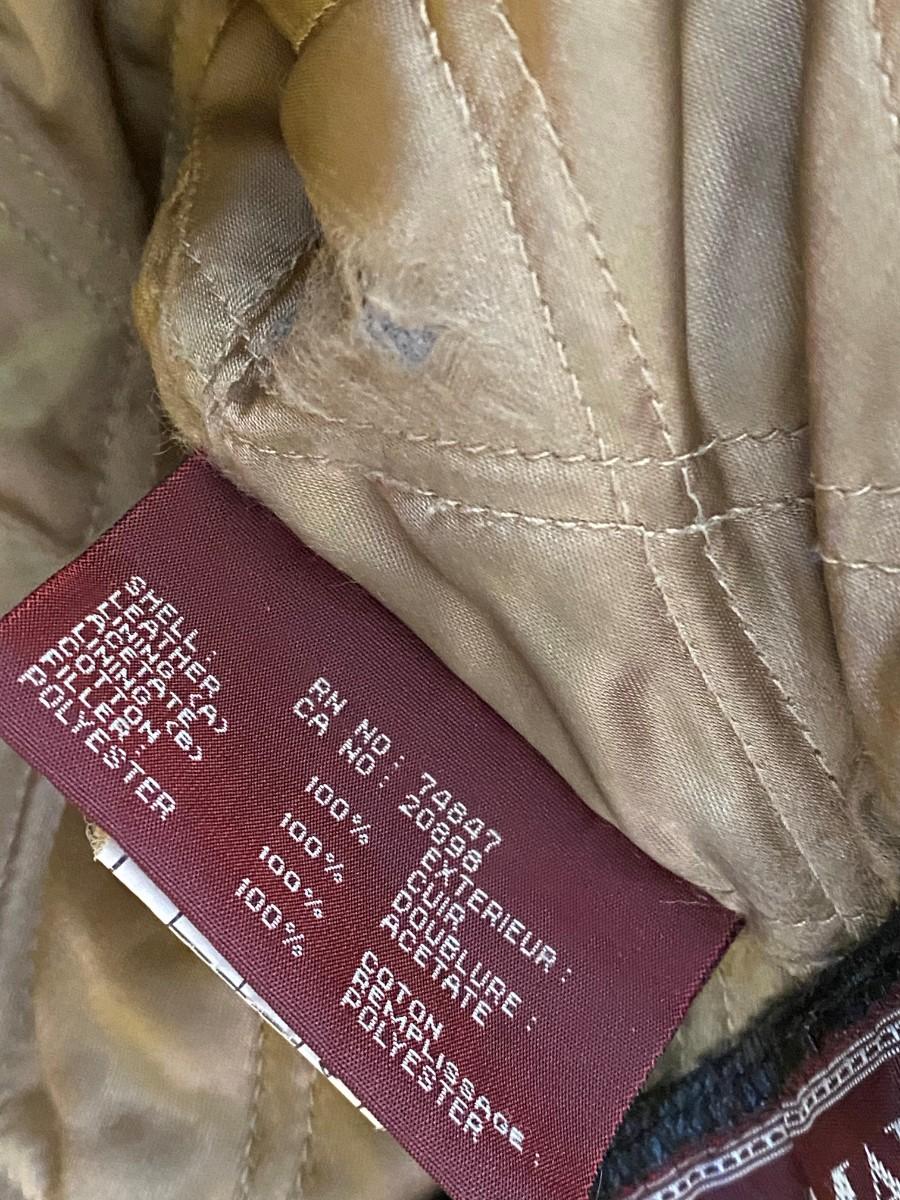 RN NO: 74847
CA NO: 20898
SHELL:
LEATHER
LINING <A>
ACETATE
LINING <B>
COTTON
FILLER:
POLYESTER
100%
100%
100%
100%
EXTERIEUR:
CUIR
DOUBLURE:
ACETATE
COTON
REMPLISSAGE:
POLYESTER